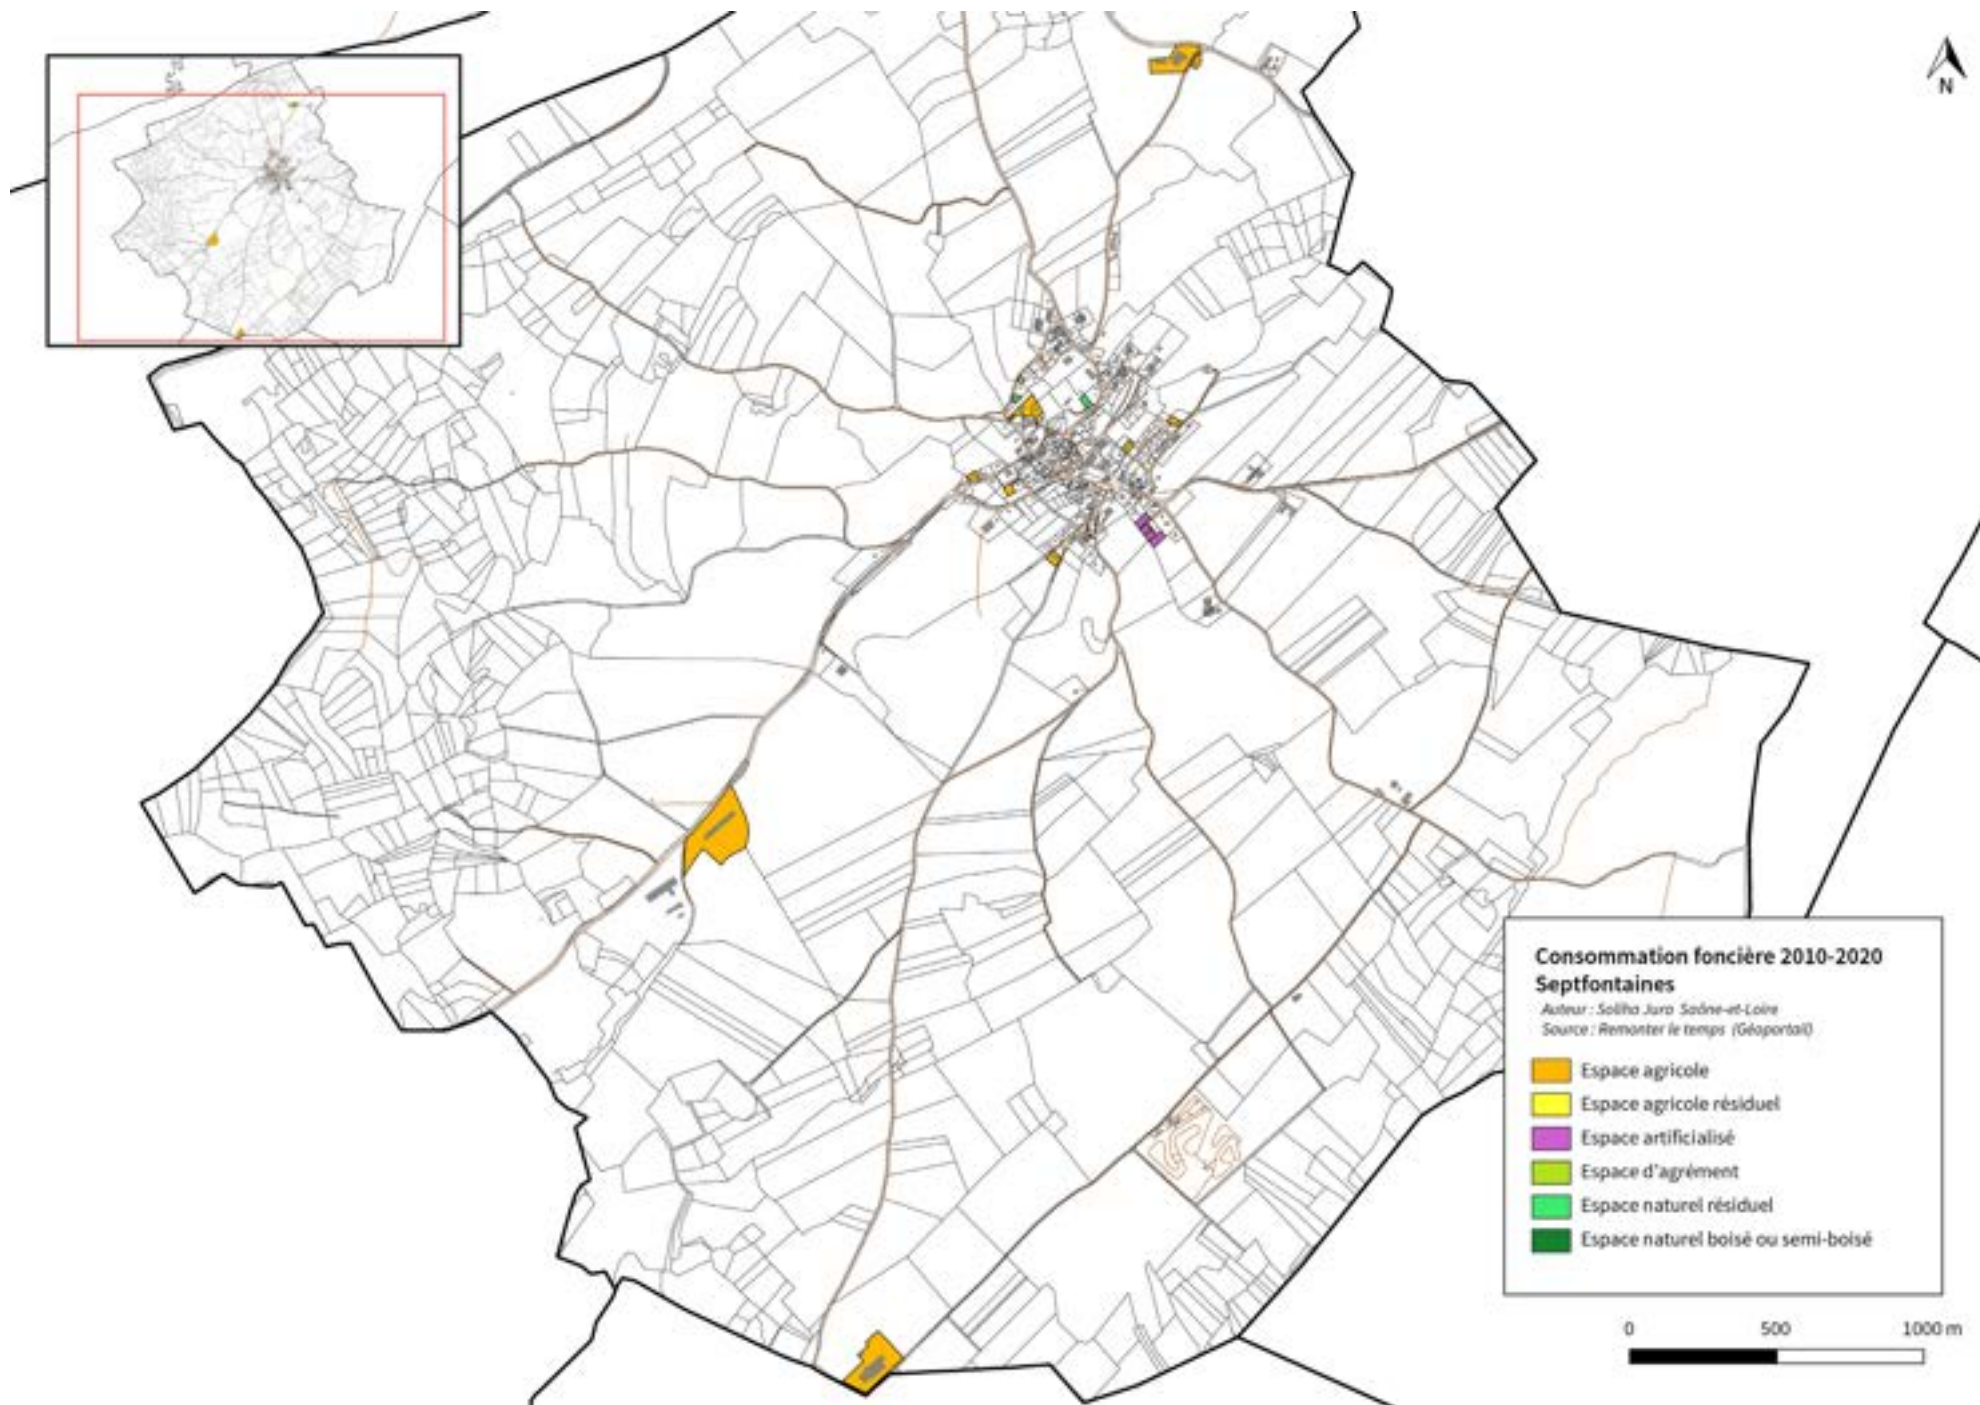 N
Consommation foncière 2010-2020
Septfontaines
Auteur : Soliha Jura Saône-et-Loire
Source : Remonter le temps (Géoportail)
Espace agricole
Espace agricole résiduel
Espace artificialisé
Espace d'agrément
Espace naturel résiduel
Espace naturel boisé ou semi-boisé
0 500 1000 m